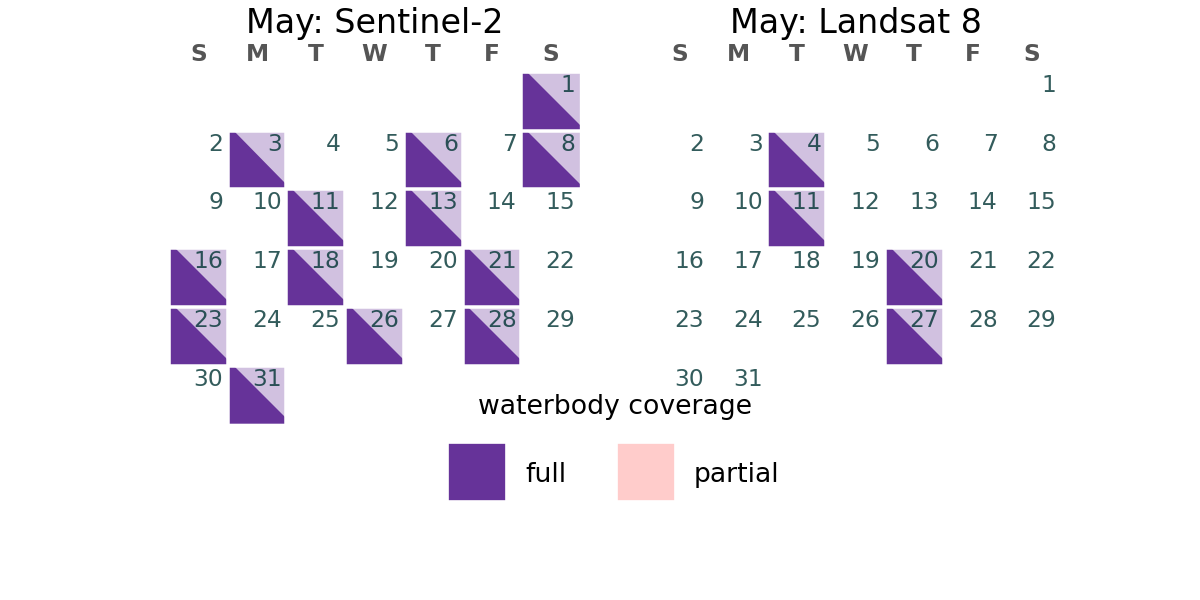 May: Sentinel-2
S M T W T F S
1
2 3 4 5 6 7 8
9 10 11 12 13 14 15
16 17 18 19 20 21 22
23 24 25 26 27 28 29
30 31
May: Landsat 8
S M T W T F S
1
2 3 4 5 6 7 8
9 10 11 12 13 14 15
16 17 18 19 20 21 22
23 24 25 26 27 28 29
30 31
waterbody coverage
full partial